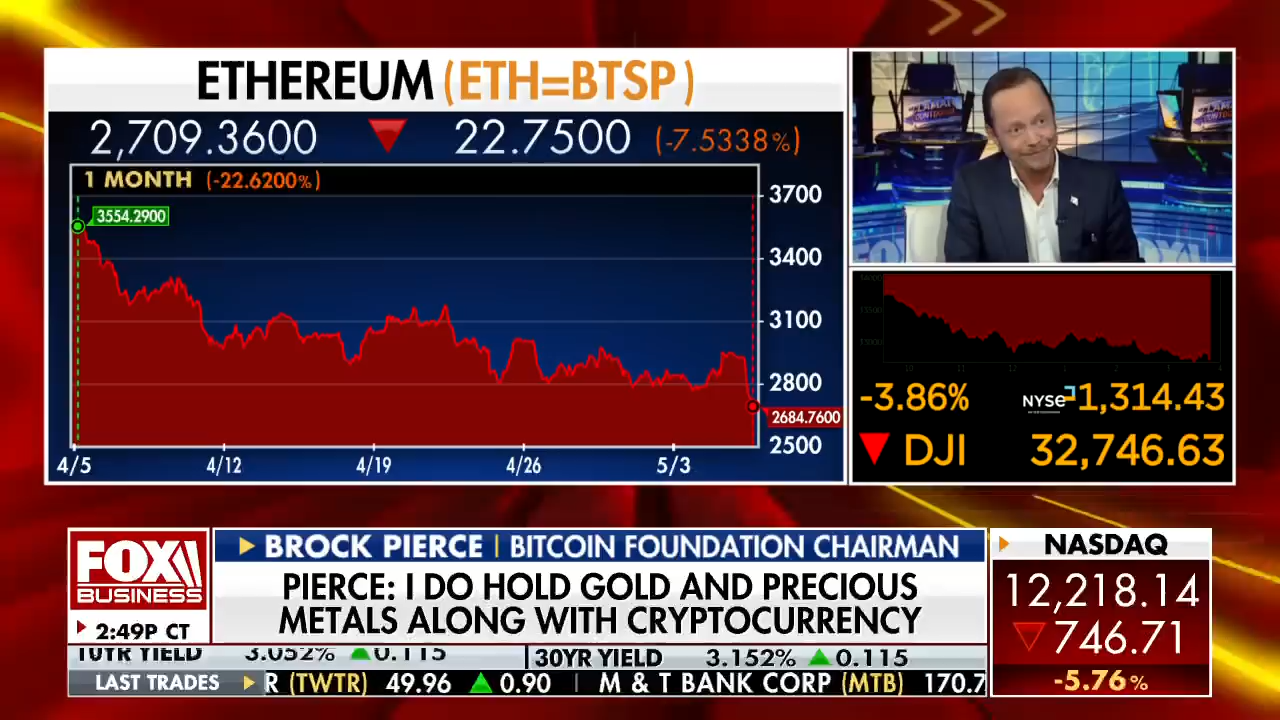 ETHEREUM (ETH=BTSP)
2,709.3600 22.7500 (-7.5338%)
1 MONTH (-22.6200%)
3554.2900
3700
3400
3100
2800
2684.7600
2500
4/5 4/12 4/19 4/26 5/3
FOX
-3.86% NYSE -1,314.43
DJI 32,746.63
FOX
BUSINESS
2:49P CT
BROCK PIERCE | BITCOIN FOUNDATION CHAIRMAN
PIERCE: I DO HOLD GOLD AND PRECIOUS
METALS ALONG WITH CRYPTOCURRENCY
NASDAQ
12,218.14
746.71
-5.76%
10YR YIELD 3.052% 0.115 30YR YIELD 3.152% 0.115
LAST TRADES R (TWTR) 49.96 0.90 | M & T BANK CORP (MTB) 170.7